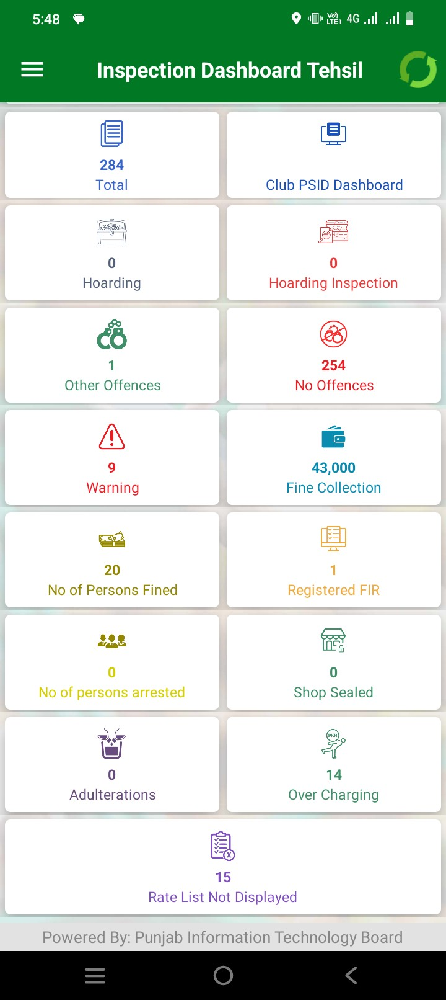 5:48
Vo)) LTE1 4G
Inspection Dashboard Tehsil
284
Total
Club PSID Dashboard
0
Hoarding
0
Hoarding Inspection
1
Other Offences
254
No Offences
9
Warning
43,000
Fine Collection
20
No of Persons Fined
1
Registered FIR
0
No of persons arrested
0
Shop Sealed
0
Adulterations
PKR
14
Over Charging
X
15
Rate List Not Displayed
Powered By: Punjab Information Technology Board